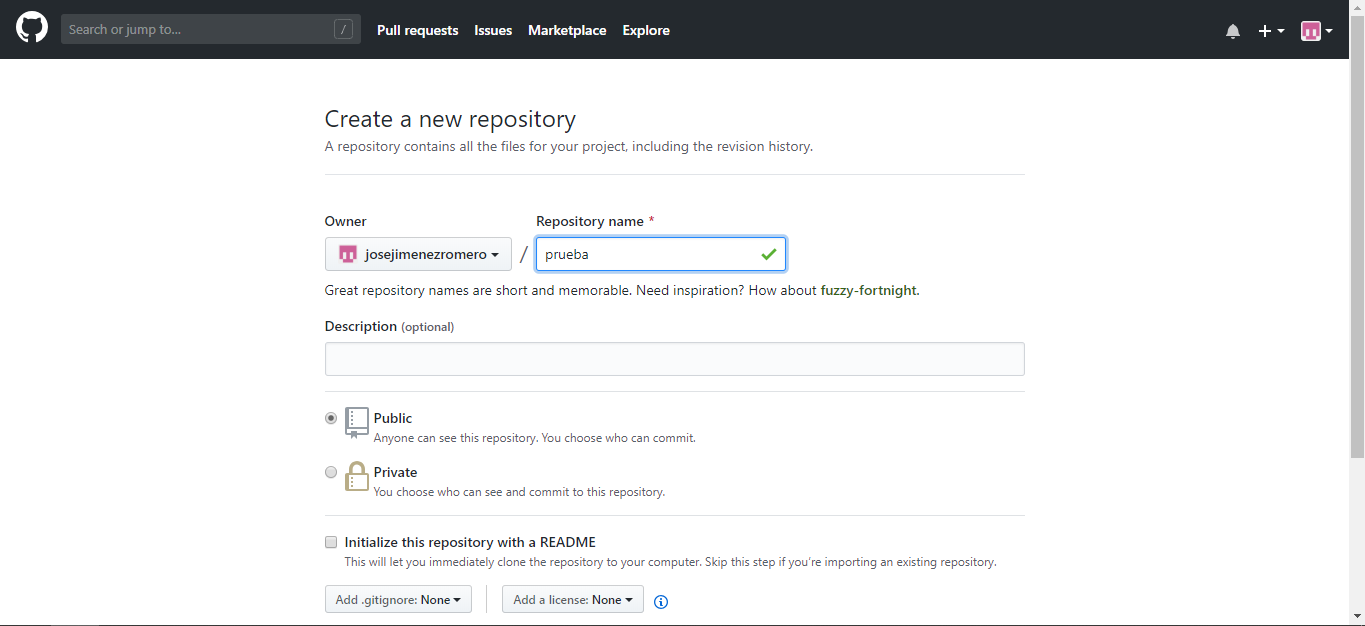 Search or jump to... /
Pull requests Issues Marketplace Explore
Create a new repository
A repository contains all the files for your project, including the revision history.
Owner Repository name *
josejimenezromero / prueba
Great repository names are short and memorable. Need inspiration? How about fuzzy-fortnight.
Description (optional)
Public
Anyone can see this repository. You choose who can commit.
Private
You choose who can see and commit to this repository.
Initialize this repository with a README
This will let you immediately clone the repository to your computer. Skip this step if you're importing an existing repository.
Add .gitignore: None Add a license: None